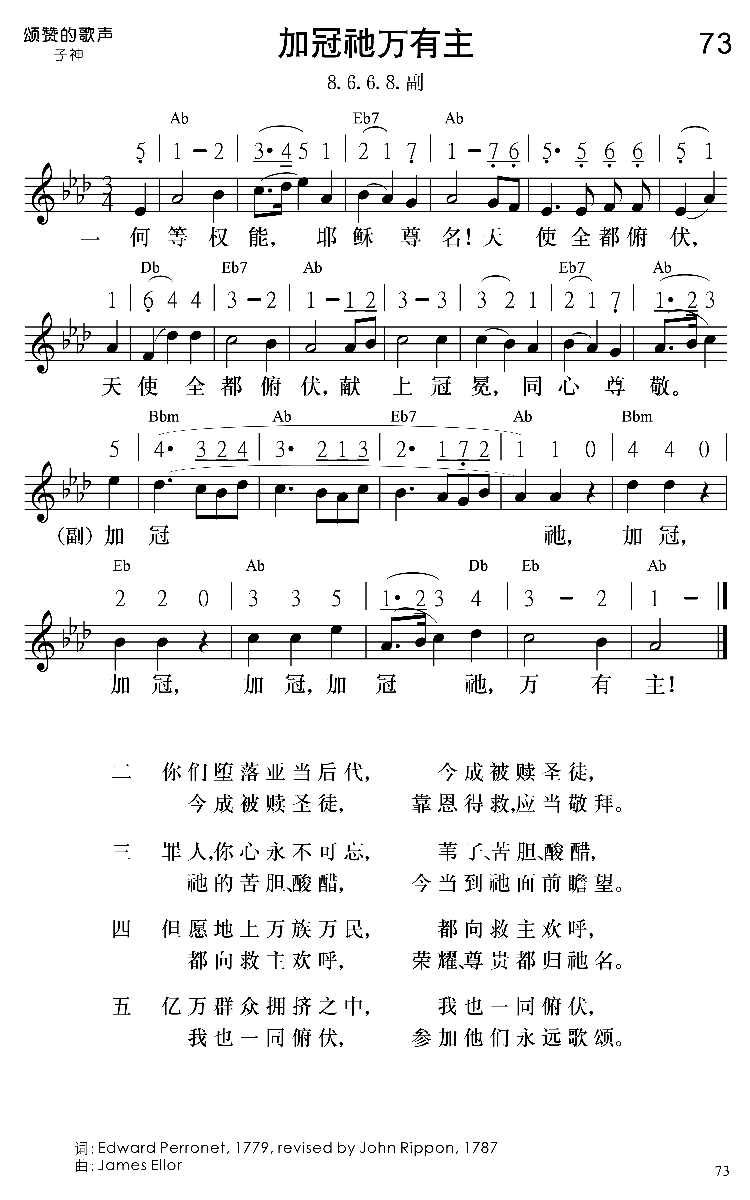 颂赞的歌声 加冠祂万有主 73
子神
8. 6. 6. 8. 副
Ab Eb7 Ab
5 | 1 – 2 | 3• 4 5 1 | 2 1 7 | 1 – 7 6 | 5• 5 6 6 | 5 1
3
4
一 何 等 权 能, 耶 稣 尊 名! 天 使 全 都 俯 伏,
Db Eb7 Ab Eb7 Ab
1 | 6 4 4 | 3 – 2 | 1 – 1 2 | 3 – 3 | 3 2 1 | 2 1 7 | 1• 2 3
天 使 全 都 俯 伏, 献 上 冠 冕, 同 心 尊 敬。
Bbm Ab Eb7 Ab Bbm
5 | 4• 3 2 4 | 3• 2 1 3 | 2• 1 7 2 | 1 1 0 | 4 4 0
(副) 加 冠 祂, 加 冠,
Eb Ab Db Eb Ab
2 2 0 | 3 3 5 | 1• 2 3 4 | 3 – 2 | 1 –
加 冠, 加 冠, 加 冠 祂, 万 有 主!
二 你们堕落亚当后代, 今成被赎圣徒,
今成被赎圣徒, 靠恩得救,应当敬拜。
三 罪人,你心永不可忘, 苇子、苦胆、酸醋,
祂的苦胆、酸醋, 今当到祂面前瞻望。
四 但愿地上万族万民, 都向救主欢呼,
都向救主欢呼, 荣耀、尊贵都归祂名。
五 亿万群众拥挤之中, 我也一同俯伏,
我也一同俯伏, 参加他们永远歌颂。
词: Edward Perronet, 1779, revised by John Rippon, 1787
曲: James Ellor
73